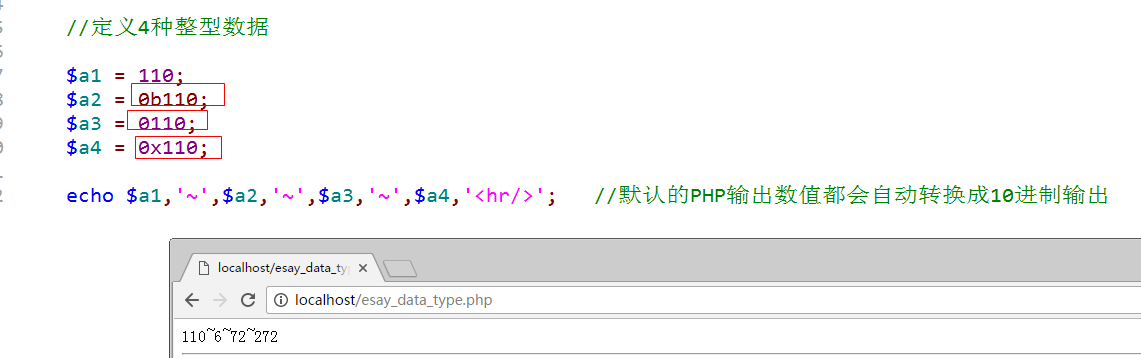 //定义4种整型数据
$a1 = 110;
$a2 = 0b110;
$a3 = 0110;
$a4 = 0x110;
echo $a1,'~',$a2,'~',$a3,'~',$a4,'<hr/>'; //默认的PHP输出数值都会自动转换成10进制输出
localhost/esay_data_ty
localhost/esay_data_type.php
110~6~72~272